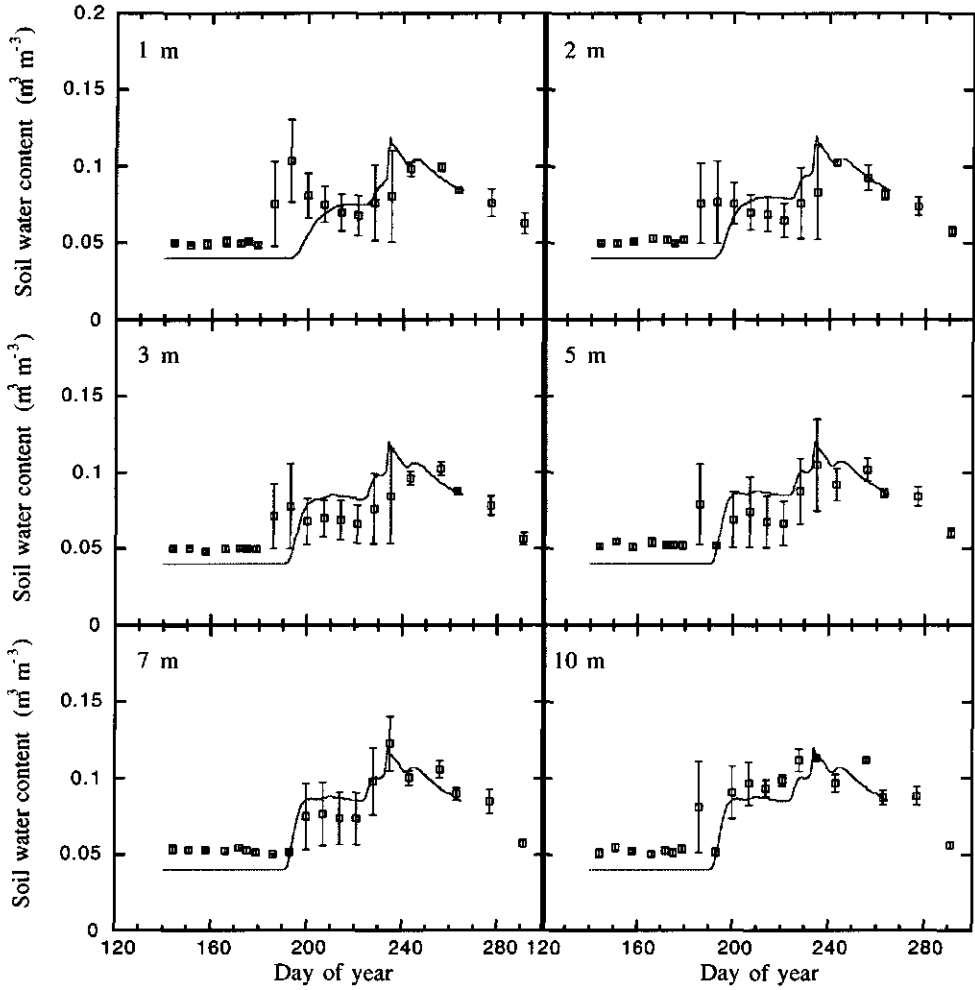 0.2
0.15
0.1
0.05
0
Soil water content (m³ m⁻³)
1 m
2 m
0.15
0.1
0.05
0
Soil water content (m³ m⁻³)
3 m
5 m
0.15
0.1
0.05
0
Soil water content (m³ m⁻³)
7 m
10 m
120 160 200 240 280 120 160 200 240 280
Day of year Day of year